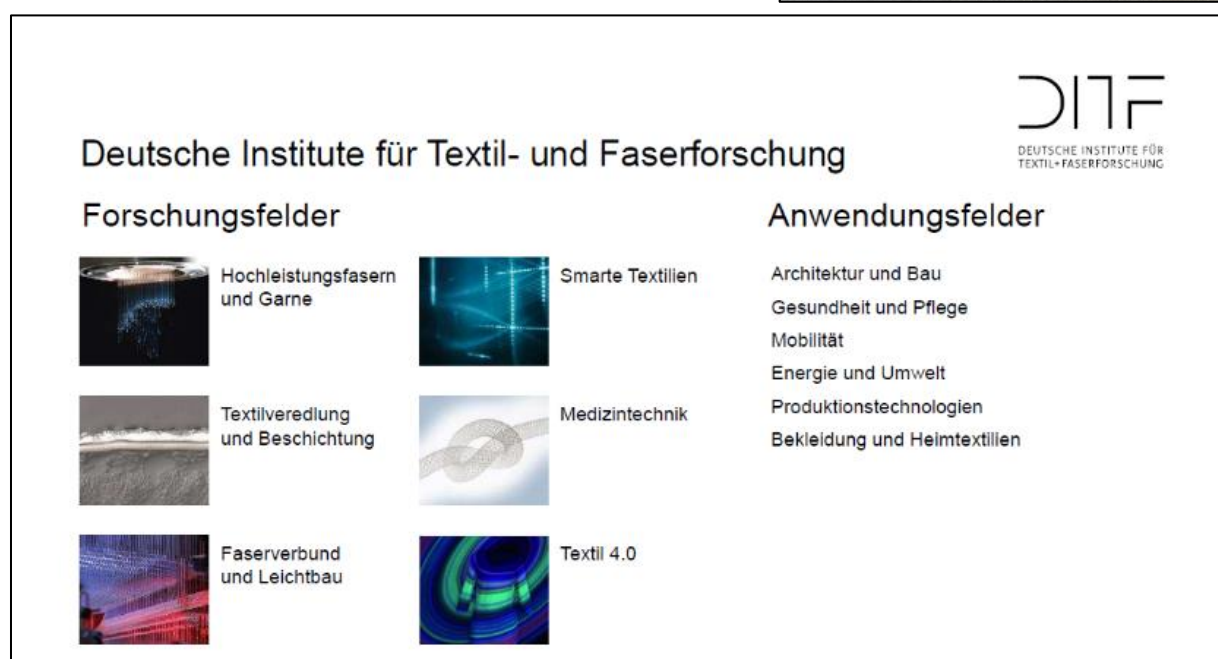 DITF
DEUTSCHE INSTITUTE FÜR
TEXTIL+FASERFORSCHUNG
Deutsche Institute für Textil- und Faserforschung
Forschungsfelder
Hochleistungsfasern
und Garne
Smarte Textilien
Textilveredlung
und Beschichtung
Medizintechnik
Faserverbund
und Leichtbau
Textil 4.0
Anwendungsfelder
Architektur und Bau
Gesundheit und Pflege
Mobilität
Energie und Umwelt
Produktionstechnologien
Bekleidung und Heimtextilien